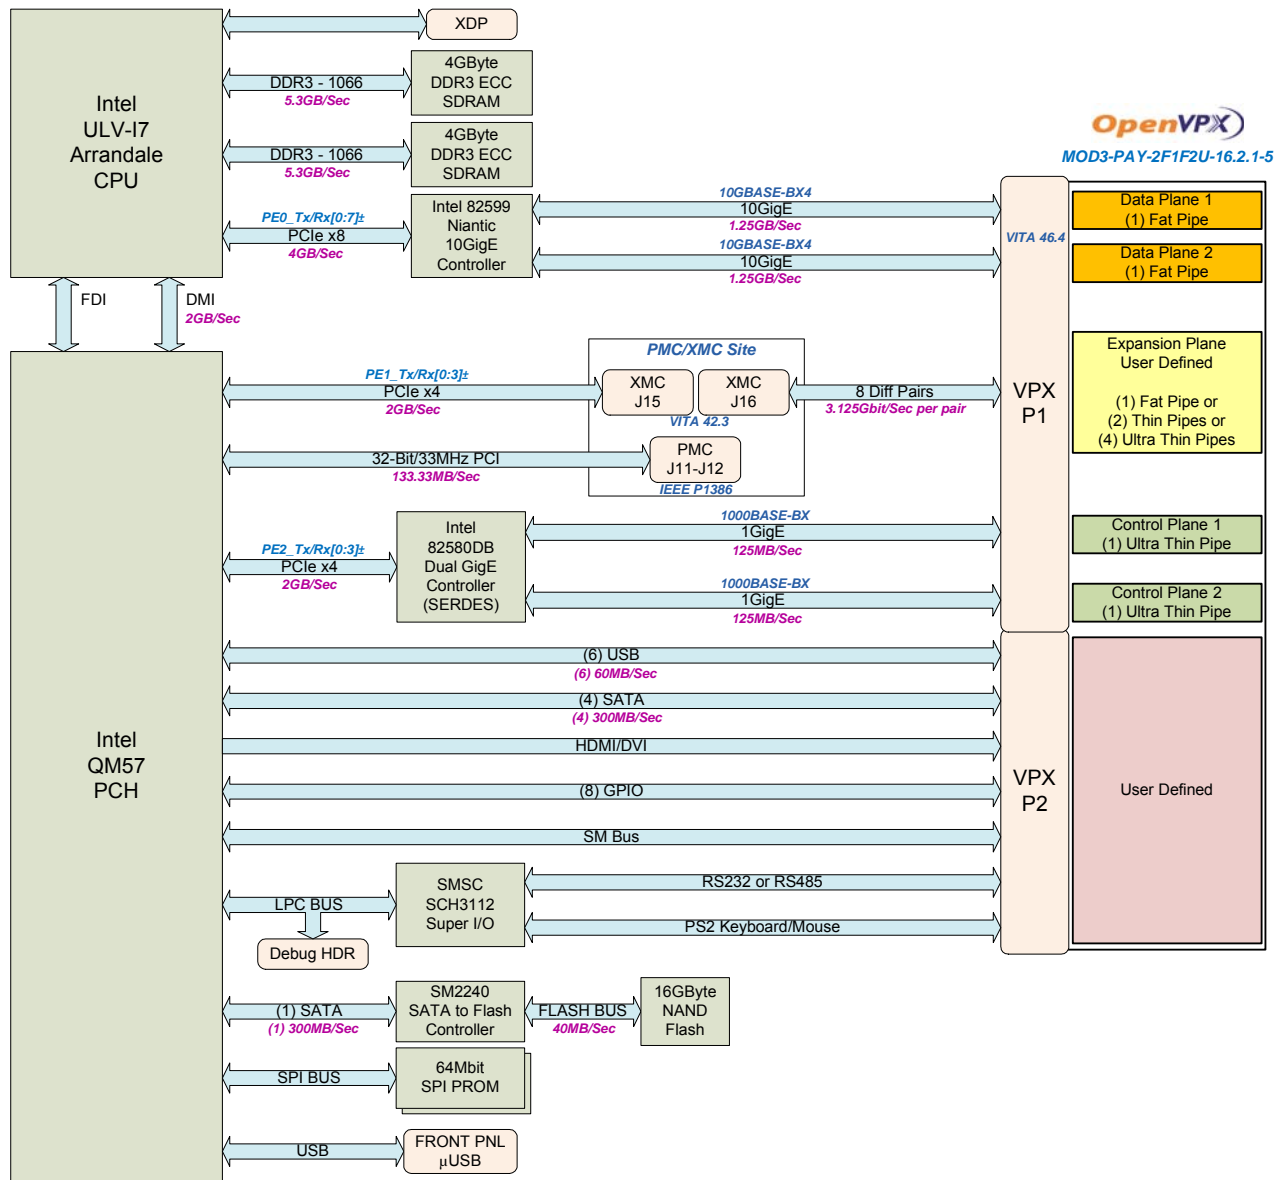 XDP
Intel
ULV-I7
Arrandale
CPU
DDR3 - 1066
5.3GB/Sec
4GByte
DDR3 ECC
SDRAM
DDR3 - 1066
5.3GB/Sec
4GByte
DDR3 ECC
SDRAM
OpenVPX
MOD3-PAY-2F1F2U-16.2.1-5
PE0_Tx/Rx[0:7]±
PCIe x8
4GB/Sec
Intel 82599
Niantic
10GigE
Controller
10GBASE-BX4
10GigE
1.25GB/Sec
10GBASE-BX4
10GigE
1.25GB/Sec
VITA 46.4
Data Plane 1
(1) Fat Pipe
Data Plane 2
(1) Fat Pipe
FDI
DMI
2GB/Sec
PMC/XMC Site
PE1_Tx/Rx[0:3]±
PCIe x4
2GB/Sec
XMC
J15
XMC
J16
VITA 42.3
8 Diff Pairs
3.125Gbit/Sec per pair
VPX
P1
Expansion Plane
User Defined
(1) Fat Pipe or
(2) Thin Pipes or
(4) Ultra Thin Pipes
32-Bit/33MHz PCI
133.33MB/Sec
PMC
J11-J12
IEEE P1386
PE2_Tx/Rx[0:3]±
PCIe x4
2GB/Sec
Intel
82580DB
Dual GigE
Controller
(SERDES)
1000BASE-BX
1GigE
125MB/Sec
1000BASE-BX
1GigE
125MB/Sec
Control Plane 1
(1) Ultra Thin Pipe
Control Plane 2
(1) Ultra Thin Pipe
Intel
QM57
PCH
(6) USB
(6) 60MB/Sec
(4) SATA
(4) 300MB/Sec
HDMI/DVI
(8) GPIO
SM Bus
VPX
P2
User Defined
LPC BUS
Debug HDR
SMSC
SCH3112
Super I/O
RS232 or RS485
PS2 Keyboard/Mouse
(1) SATA
(1) 300MB/Sec
SM2240
SATA to Flash
Controller
FLASH BUS
40MB/Sec
16GByte
NAND
Flash
SPI BUS
64Mbit
SPI PROM
USB
FRONT PNL
µUSB